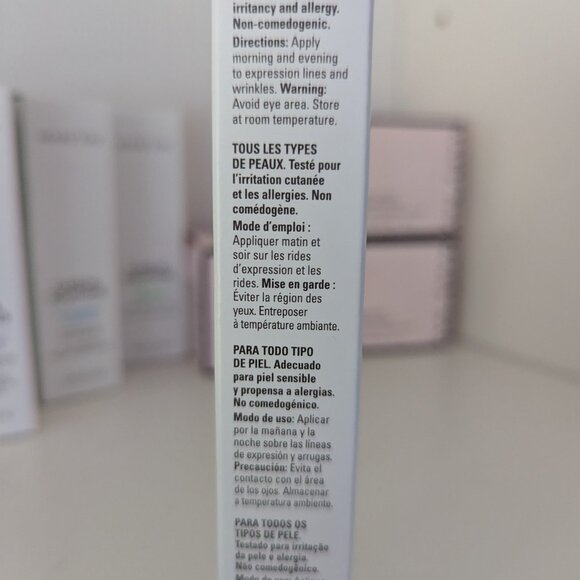 irritancy and allergy.
Non-comedogenic.
Directions: Apply
morning and evening
to expression lines and
wrinkles. Warning:
Avoid eye area. Store
at room temperature.
TOUS LES TYPES
DE PEAUX. Testé pour
l'irritation cutanée
et les allergies. Non
comédogène.
Mode d'emploi :
Appliquer matin et
soir sur les rides
d'expression et les
rides. Mise en garde :
Éviter la région des
yeux. Entreposer
à température ambiante.
PARA TODO TIPO
DE PIEL. Adecuado
para piel sensible
y propensa a alergias.
No comedogénico.
Modo de uso: Aplicar
por la mañana y la
noche sobre las líneas
de expresión y arrugas.
Precaución: Evita el
contacto con el área
de los ojos. Almacenar
a temperatura ambiente.
PARA TODOS OS
TIPOS DE PELE.
Testado para irritação
da pele e alergia.
Não comedogênico.